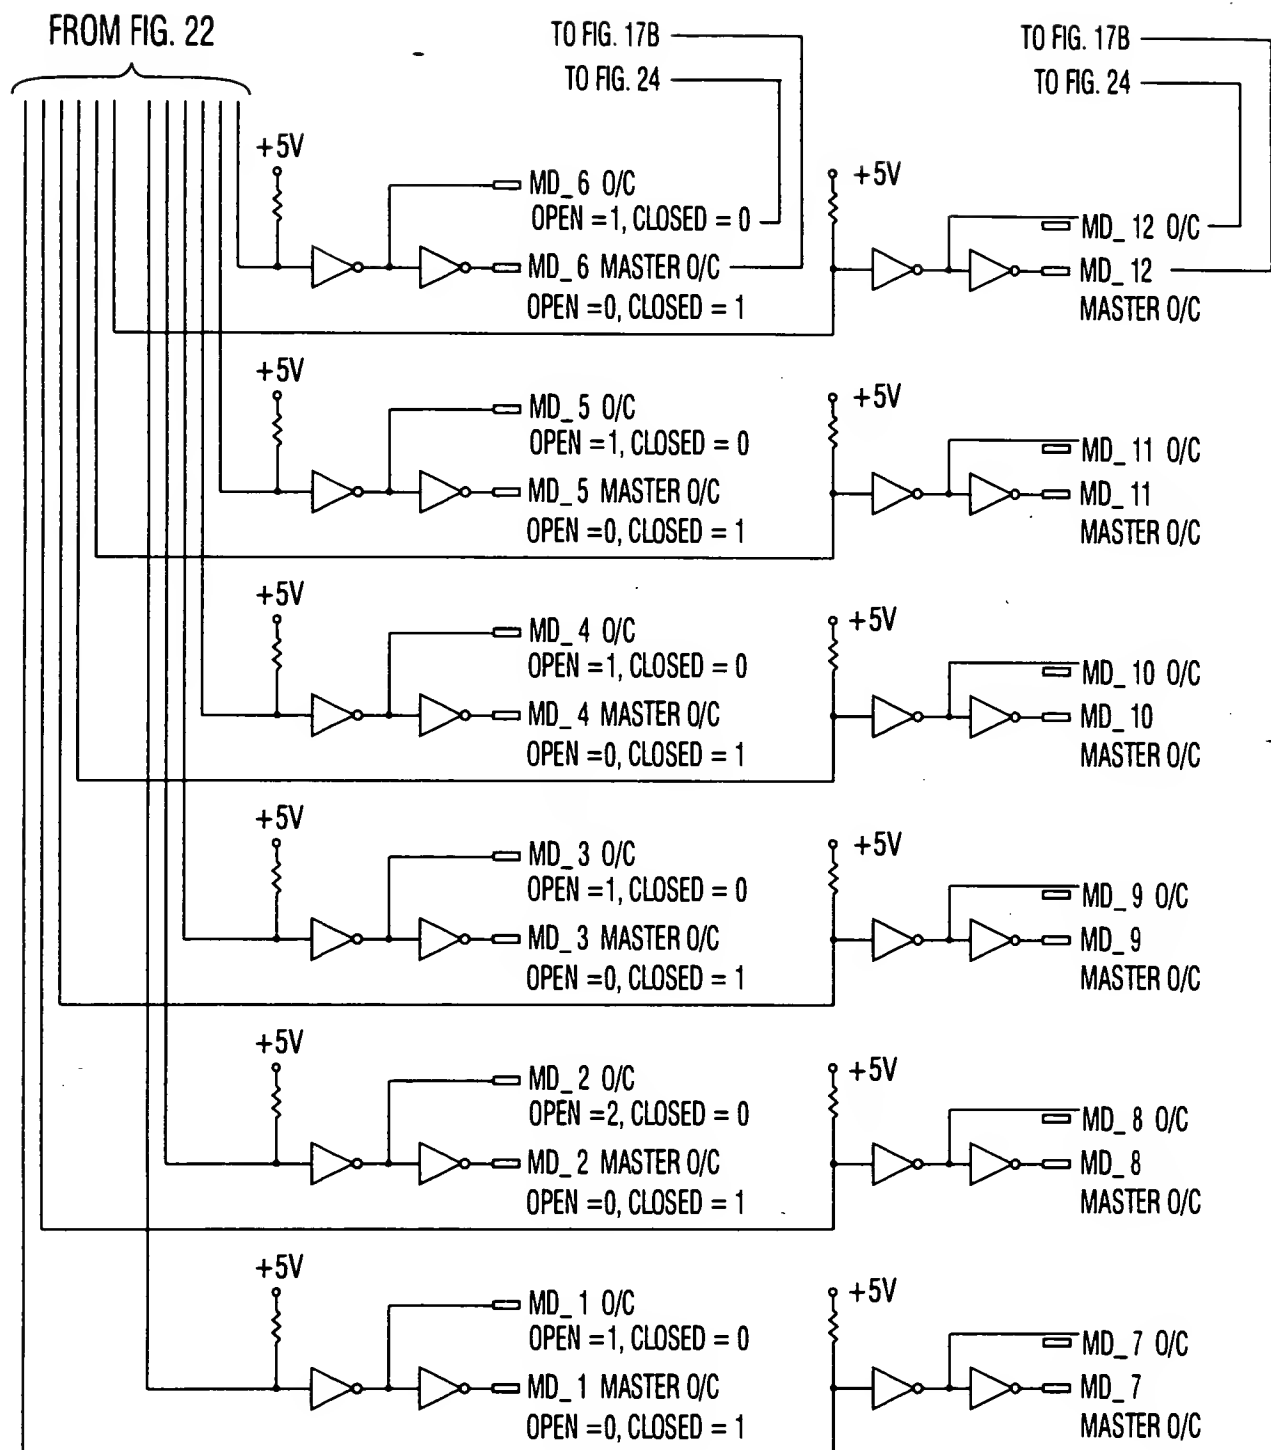 FROM FIG. 22
TO FIG. 17B
TO FIG. 24
TO FIG. 17B
TO FIG. 24
+5V
MD_6 O/C
OPEN =1, CLOSED = 0
MD_6 MASTER O/C
OPEN =0, CLOSED = 1
+5V
MD_12 O/C
MD_12
MASTER O/C
+5V
MD_5 O/C
OPEN =1, CLOSED = 0
MD_5 MASTER O/C
OPEN =0, CLOSED = 1
+5V
MD_11 O/C
MD_11
MASTER O/C
+5V
MD_4 O/C
OPEN =1, CLOSED = 0
MD_4 MASTER O/C
OPEN =0, CLOSED = 1
+5V
MD_10 O/C
MD_10
MASTER O/C
+5V
MD_3 O/C
OPEN =1, CLOSED = 0
MD_3 MASTER O/C
OPEN =0, CLOSED = 1
+5V
MD_9 O/C
MD_9
MASTER O/C
+5V
MD_2 O/C
OPEN =2, CLOSED = 0
MD_2 MASTER O/C
OPEN =0, CLOSED = 1
+5V
MD_8 O/C
MD_8
MASTER O/C
+5V
MD_1 O/C
OPEN =1, CLOSED = 0
MD_1 MASTER O/C
OPEN =0, CLOSED = 1
+5V
MD_7 O/C
MD_7
MASTER O/C